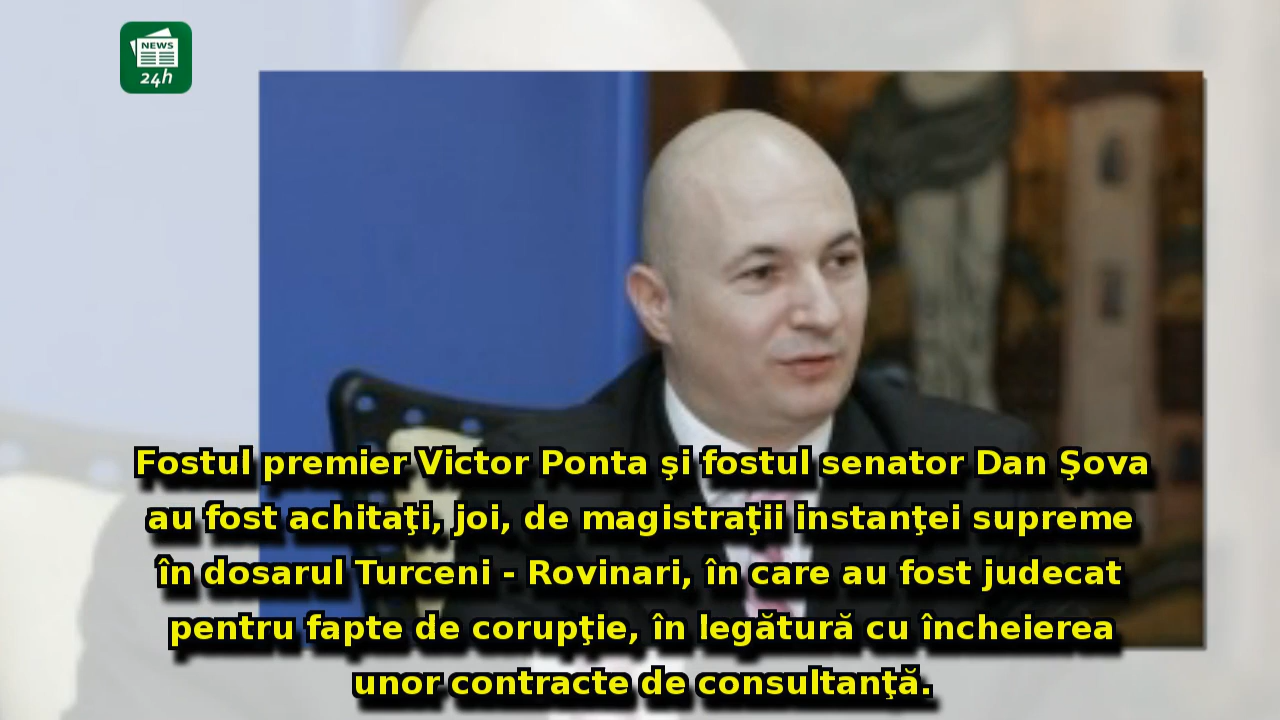 NEWS
24h
Fostul premier Victor Ponta şi fostul senator Dan Şova
au fost achitaţi, joi, de magistraţii instanţei supreme
în dosarul Turceni - Rovinari, în care au fost judecat
pentru fapte de corupţie, în legătură cu încheierea
unor contracte de consultanţă.